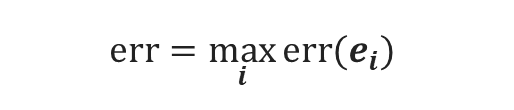 err = max err(e_i)
i